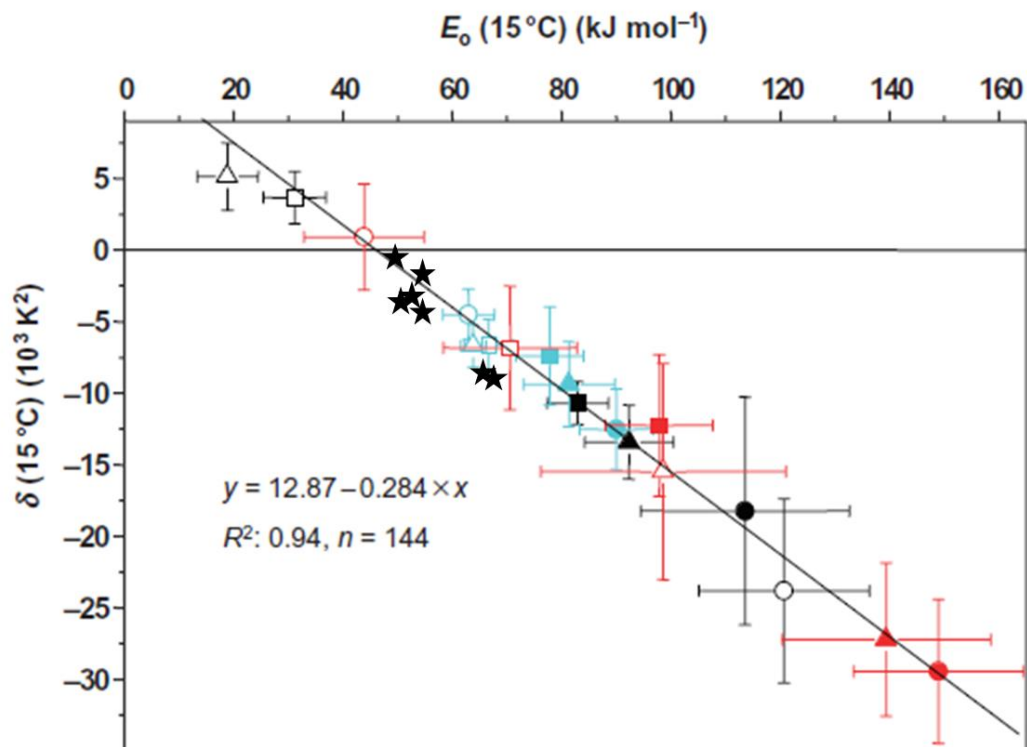 E₀ (15 °C) (kJ mol⁻¹)
0 20 40 60 80 100 120 140 160
5
0
–5
–10
–15
–20
–25
–30
δ (15 °C) (10³ K²)
y = 12.87–0.284 × x
R²: 0.94, n = 144